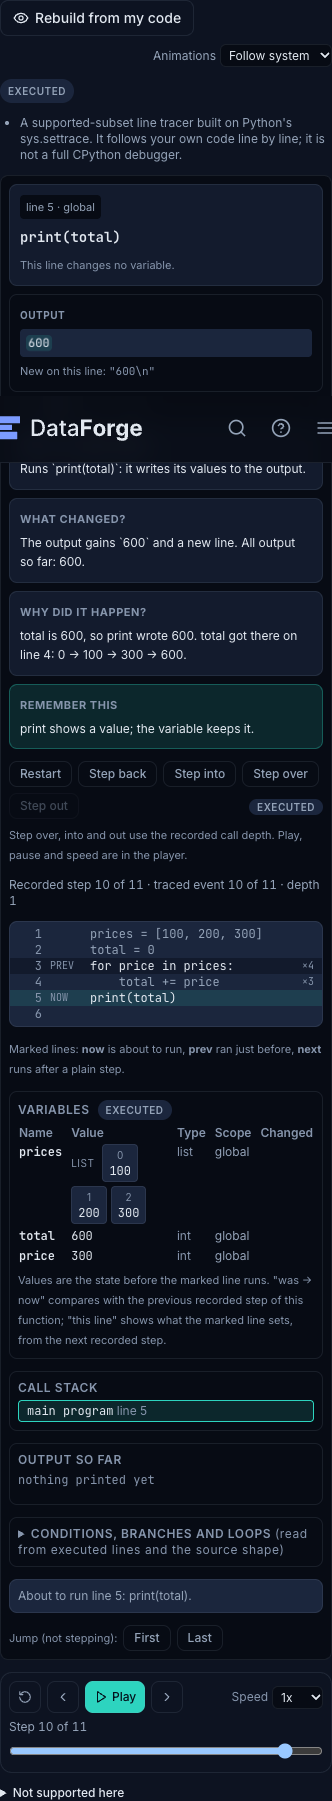 Rebuild from my code
Animations Follow system
EXECUTED
• A supported-subset line tracer built on Python's
sys.settrace. It follows your own code line by line; it is
not a full CPython debugger.
line 5 · global
print(total)
This line changes no variable.
OUTPUT
600
New on this line: "600\n"
DataForge
Runs `print(total)`: it writes its values to the output.
WHAT CHANGED?
The output gains `600` and a new line. All output
so far: 600.
WHY DID IT HAPPEN?
total is 600, so print wrote 600. total got there on
line 4: 0 → 100 → 300 → 600.
REMEMBER THIS
print shows a value; the variable keeps it.
Restart Step back Step into Step over
Step out EXECUTED
Step over, into and out use the recorded call depth. Play,
pause and speed are in the player.
Recorded step 10 of 11 · traced event 10 of 11 · depth
1
1 prices = [100, 200, 300]
2 total = 0
3 PREV for price in prices: ×4
4 total += price ×3
5 NOW print(total)
6
Marked lines: now is about to run, prev ran just before, next
runs after a plain step.
VARIABLES EXECUTED
Name Value Type Scope Changed
prices LIST 0 100 list global
1 200 2 300
total 600 int global
price 300 int global
Values are the state before the marked line runs. "was →
now" compares with the previous recorded step of this
function; "this line" shows what the marked line sets,
from the next recorded step.
CALL STACK
main program line 5
OUTPUT SO FAR
nothing printed yet
▶ CONDITIONS, BRANCHES AND LOOPS (read
from executed lines and the source shape)
About to run line 5: print(total).
Jump (not stepping): First Last
Play Speed 1x
Step 10 of 11
▶ Not supported here